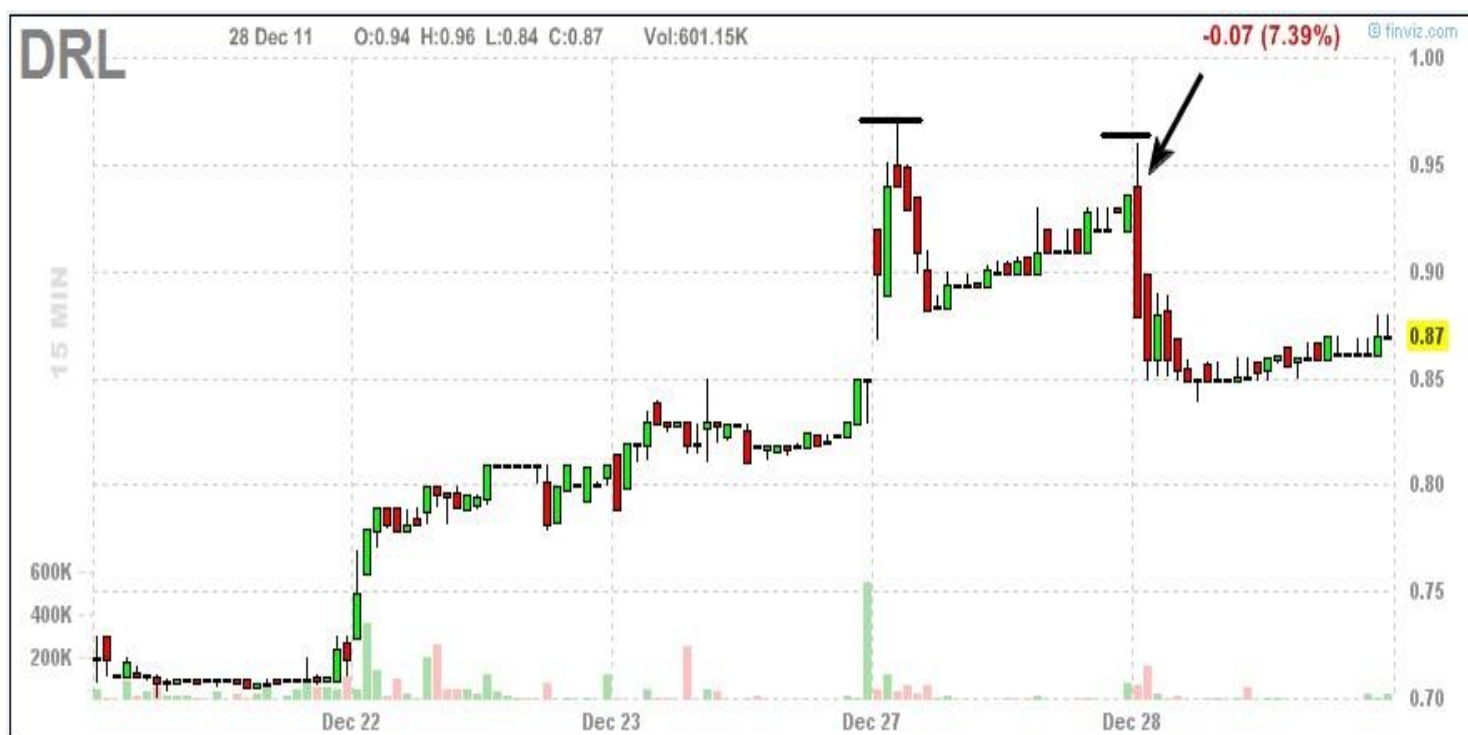 DRL
28 Dec 11 O:0.94 H:0.96 L:0.84 C:0.87 Vol:601.15K
-0.07 (7.39%)
© finviz.com
1.00
0.95
0.90
0.87
0.85
0.80
0.75
0.70
15 MIN
600K
400K
200K
Dec 22 Dec 23 Dec 27 Dec 28